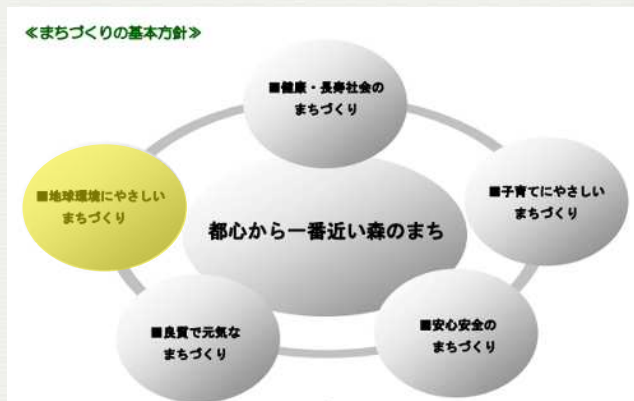 ≪まちづくりの基本方針≫
■健康・長寿社会の
まちづくり
■地球環境にやさしい
まちづくり
■子育てにやさしい
まちづくり
都心から一番近い森のまち
■良質で元気な
まちづくり
■安心安全の
まちづくり